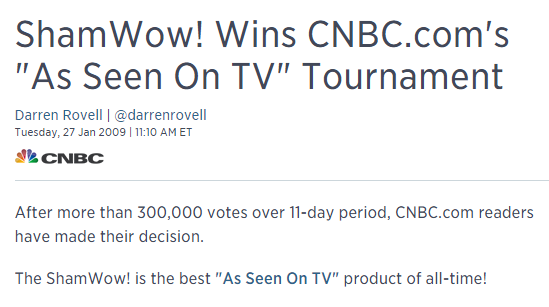 ShamWow! Wins CNBC.com's
"As Seen On TV" Tournament
Darren Rovell | @darrenrovell
Tuesday, 27 Jan 2009 | 11:10 AM ET
CNBC
After more than 300,000 votes over 11-day period, CNBC.com readers
have made their decision.
The ShamWow! is the best "As Seen On TV" product of all-time!